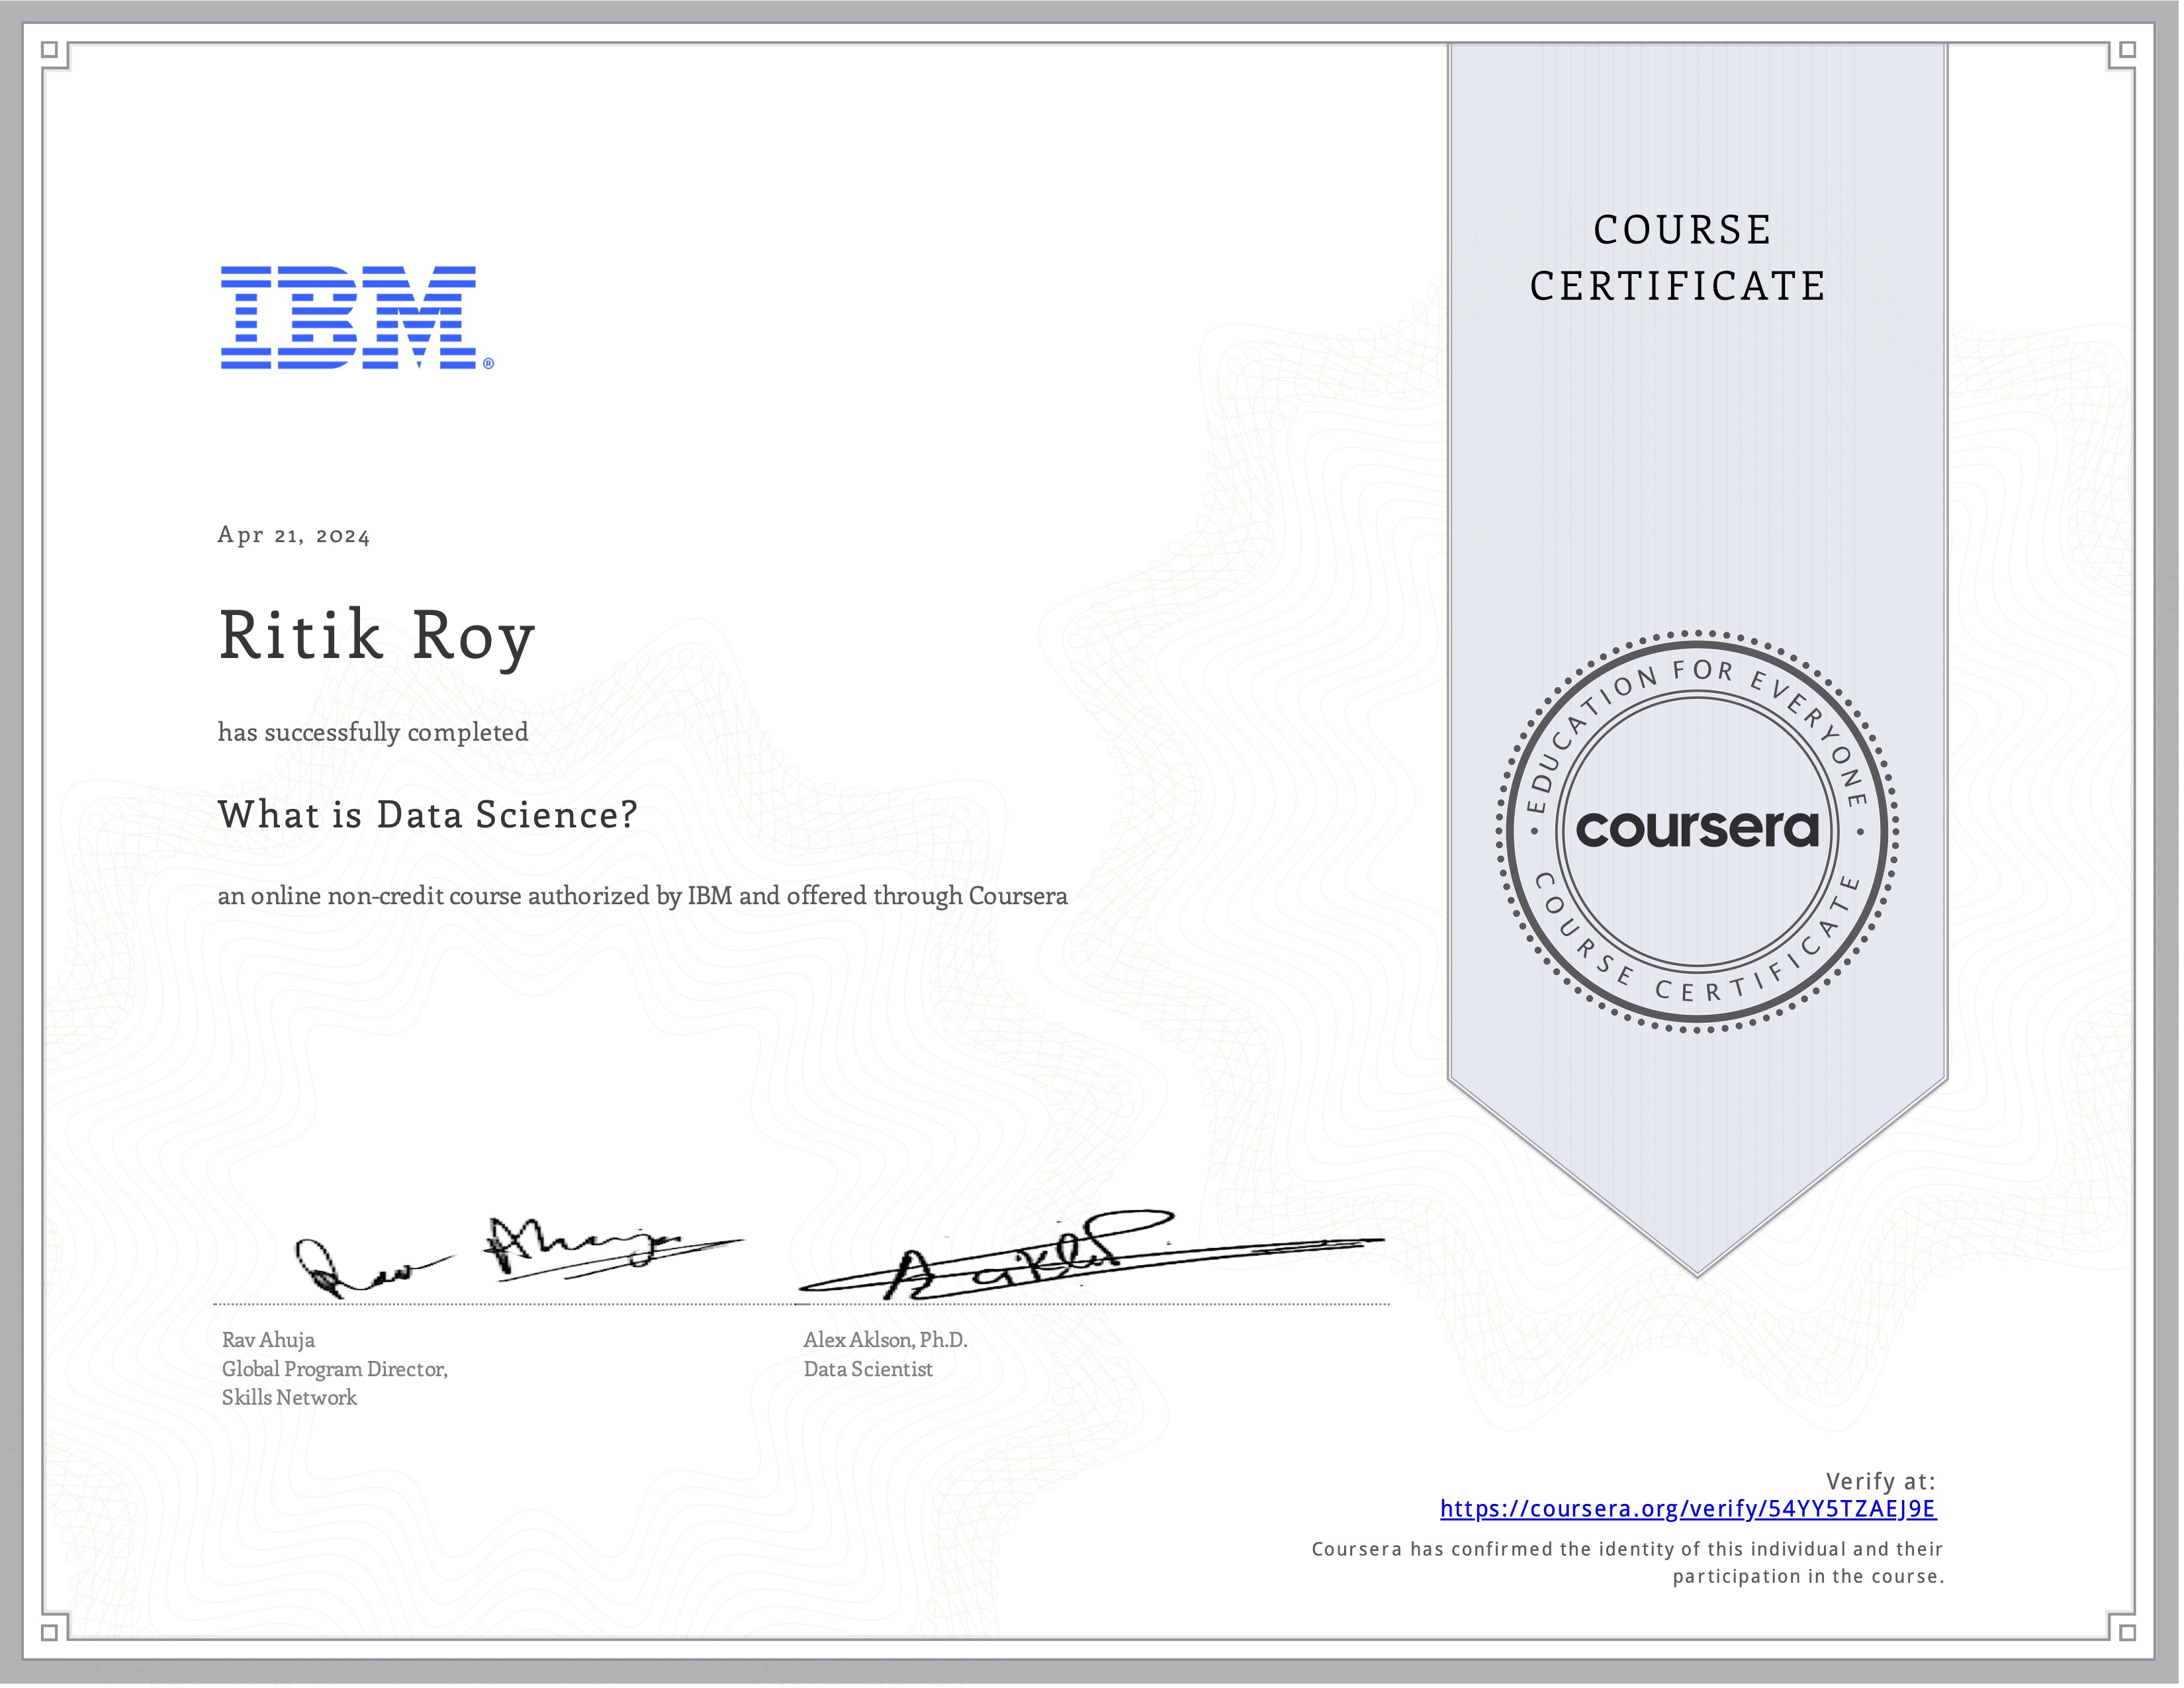 COURSE
CERTIFICATE
IBM®
Apr 21, 2024
Ritik Roy
has successfully completed
What is Data Science?
an online non-credit course authorized by IBM and offered through Coursera
EDUCATION FOR EVERYONE
coursera
COURSE CERTIFICATE
Rav Ahuja
Rav Ahuja
Global Program Director,
Skills Network
Alex Aklson, Ph.D.
Data Scientist
Verify at:
https://coursera.org/verify/54YY5TZAEJ9E
Coursera has confirmed the identity of this individual and their
participation in the course.